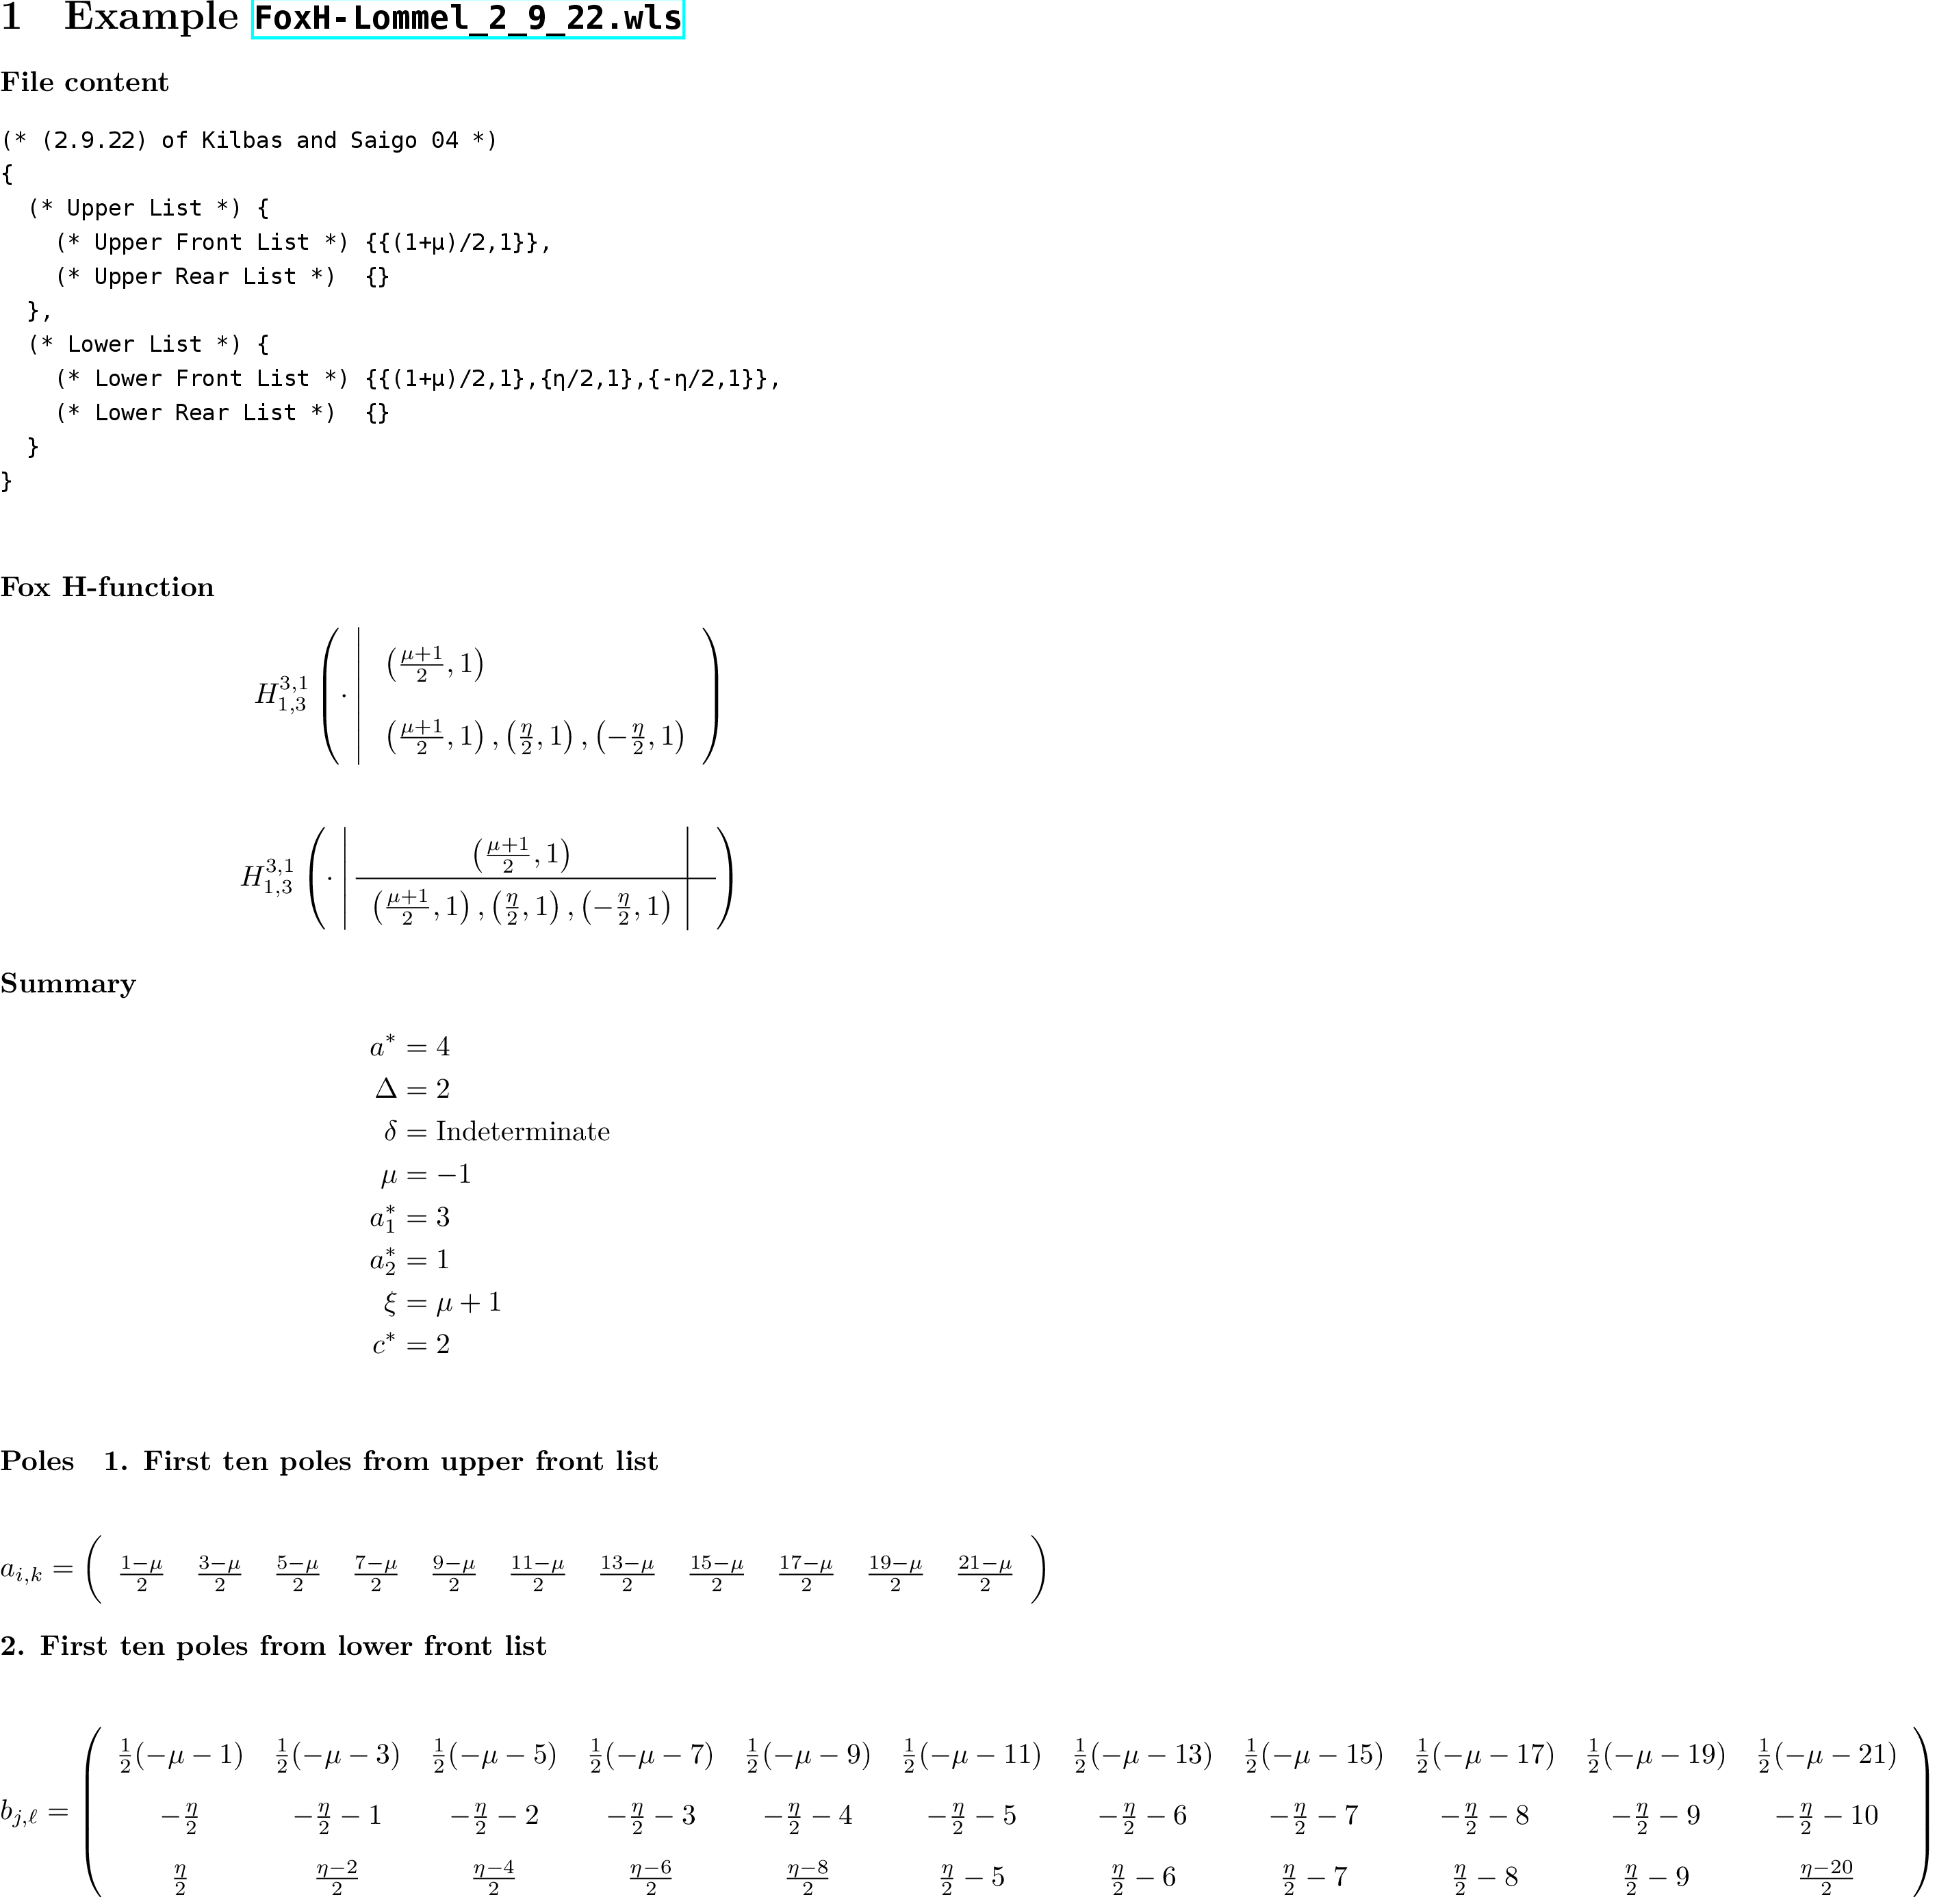 1 Example FoxH-Lommel_2_9_22.wls
File content
(* (2.9.22) of Kilbas and Saigo 04 *)
{
  (* Upper List *) {
    (* Upper Front List *) {{(1+μ)/2,1}},
    (* Upper Rear List *)  {}
  },
  (* Lower List *) {
    (* Lower Front List *) {{(1+μ)/2,1},{η/2,1},{-η/2,1}},
    (* Lower Rear List *)  {}
  }
}
Fox H-function
$H_{1,3}^{3,1}\left(\cdot\left|\begin{array}{l}\left(\frac{\mu+1}{2},1\right)\\ \left(\frac{\mu+1}{2},1\right),\left(\frac{\eta}{2},1\right),\left(-\frac{\eta}{2},1\right)\end{array}\right.\right)$
$H_{1,3}^{3,1}\left(\cdot\left|\begin{array}{c|c}\left(\frac{\mu+1}{2},1\right)&\\ \hline \left(\frac{\mu+1}{2},1\right),\left(\frac{\eta}{2},1\right),\left(-\frac{\eta}{2},1\right)&\end{array}\right.\right)$
Summary
$a^* = 4$
$\Delta = 2$
$\delta = \text{Indeterminate}$
$\mu = -1$
$a_1^* = 3$
$a_2^* = 1$
$\xi = \mu + 1$
$c^* = 2$
Poles 1. First ten poles from upper front list
$a_{i,k} = \left(\begin{array}{ccccccccccc}\frac{1-\mu}{2}&\frac{3-\mu}{2}&\frac{5-\mu}{2}&\frac{7-\mu}{2}&\frac{9-\mu}{2}&\frac{11-\mu}{2}&\frac{13-\mu}{2}&\frac{15-\mu}{2}&\frac{17-\mu}{2}&\frac{19-\mu}{2}&\frac{21-\mu}{2}\end{array}\right)$
2. First ten poles from lower front list
$b_{j,\ell} = \left(\begin{array}{ccccccccccc}\frac{1}{2}(-\mu-1)&\frac{1}{2}(-\mu-3)&\frac{1}{2}(-\mu-5)&\frac{1}{2}(-\mu-7)&\frac{1}{2}(-\mu-9)&\frac{1}{2}(-\mu-11)&\frac{1}{2}(-\mu-13)&\frac{1}{2}(-\mu-15)&\frac{1}{2}(-\mu-17)&\frac{1}{2}(-\mu-19)&\frac{1}{2}(-\mu-21)\\ -\frac{\eta}{2}&-\frac{\eta}{2}-1&-\frac{\eta}{2}-2&-\frac{\eta}{2}-3&-\frac{\eta}{2}-4&-\frac{\eta}{2}-5&-\frac{\eta}{2}-6&-\frac{\eta}{2}-7&-\frac{\eta}{2}-8&-\frac{\eta}{2}-9&-\frac{\eta}{2}-10\\ \frac{\eta}{2}&\frac{\eta-2}{2}&\frac{\eta-4}{2}&\frac{\eta-6}{2}&\frac{\eta-8}{2}&\frac{\eta}{2}-5&\frac{\eta}{2}-6&\frac{\eta}{2}-7&\frac{\eta}{2}-8&\frac{\eta}{2}-9&\frac{\eta-20}{2}\end{array}\right)$